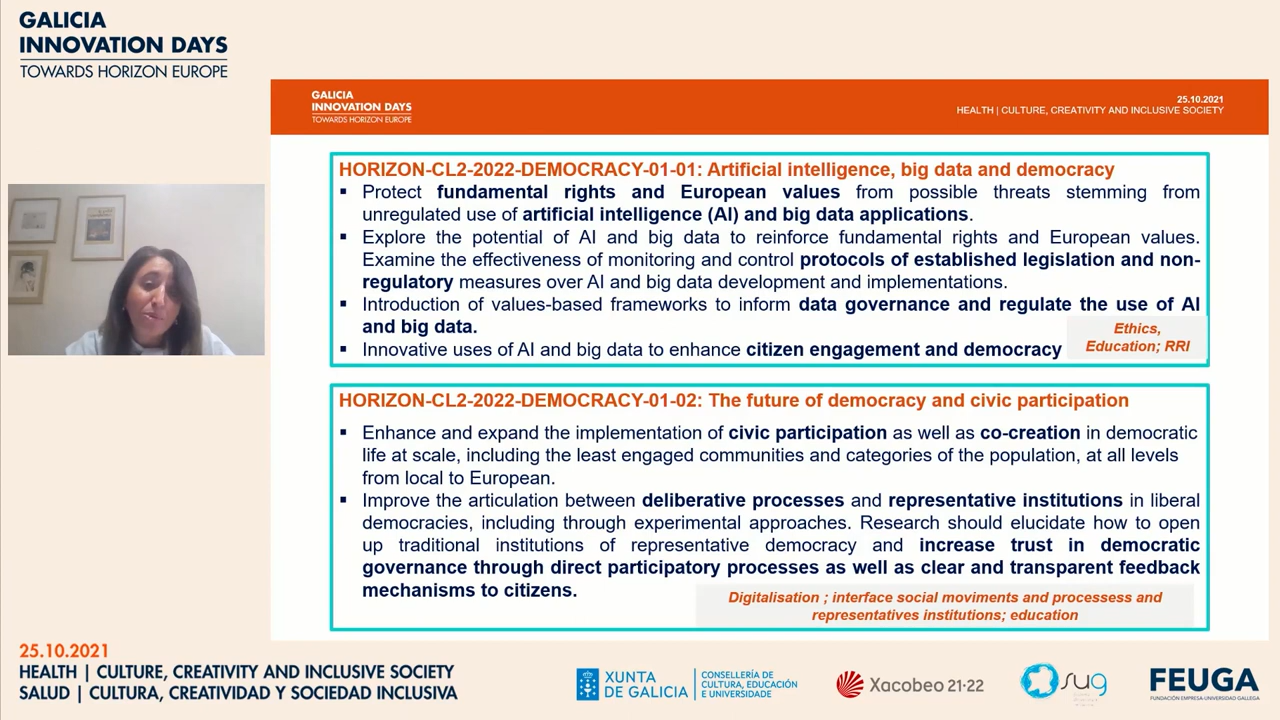 GALICIA
INNOVATION DAYS
TOWARDS HORIZON EUROPE
GALICIA
INNOVATION DAYS
TOWARDS HORIZON EUROPE
25.10.2021
HEALTH | CULTURE, CREATIVITY AND INCLUSIVE SOCIETY
HORIZON-CL2-2022-DEMOCRACY-01-01: Artificial intelligence, big data and democracy
▪ Protect fundamental rights and European values from possible threats stemming from
unregulated use of artificial intelligence (AI) and big data applications.
▪ Explore the potential of AI and big data to reinforce fundamental rights and European values.
Examine the effectiveness of monitoring and control protocols of established legislation and non-
regulatory measures over AI and big data development and implementations.
▪ Introduction of values-based frameworks to inform data governance and regulate the use of AI
and big data.
▪ Innovative uses of AI and big data to enhance citizen engagement and democracy
Ethics,
Education; RRI
HORIZON-CL2-2022-DEMOCRACY-01-02: The future of democracy and civic participation
▪ Enhance and expand the implementation of civic participation as well as co-creation in democratic
life at scale, including the least engaged communities and categories of the population, at all levels
from local to European.
▪ Improve the articulation between deliberative processes and representative institutions in liberal
democracies, including through experimental approaches. Research should elucidate how to open
up traditional institutions of representative democracy and increase trust in democratic
governance through direct participatory processes as well as clear and transparent feedback
mechanisms to citizens.
Digitalisation ; interface social moviments and processess and
representatives institutions; education
25.10.2021
HEALTH | CULTURE, CREATIVITY AND INCLUSIVE SOCIETY
SALUD | CULTURA, CREATIVIDAD Y SOCIEDAD INCLUSIVA
XUNTA
DE GALICIA
CONSELLERÍA
DE CULTURA, EDUCACIÓN
E UNIVERSIDADE
Xacobeo 21·22
sug
FEUGA
FUNDACIÓN EMPRESA-UNIVERSIDAD GALLEGA